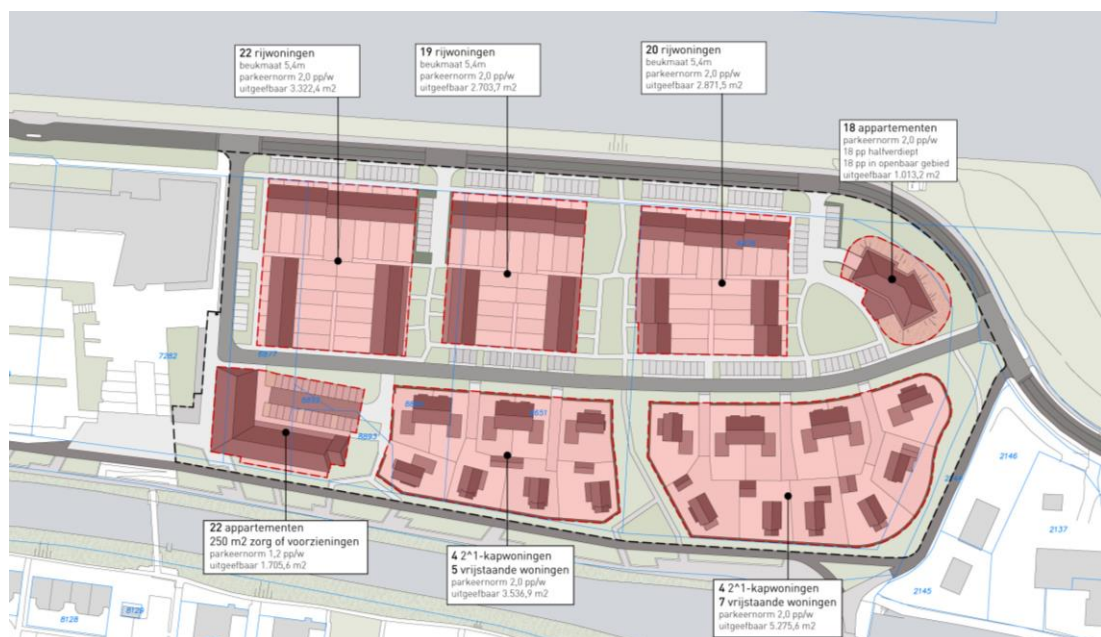 22 rijwoningen
beukmaat 5,4m
parkeernorm 2,0 pp/w
uitgeefbaar 3.322,4 m2
19 rijwoningen
beukmaat 5,4m
parkeernorm 2,0 pp/w
uitgeefbaar 2.703,7 m2
20 rijwoningen
beukmaat 5,4m
parkeernorm 2,0 pp/w
uitgeefbaar 2.871,5 m2
18 appartementen
parkeernorm 2,0 pp/w
18 pp halfverdiept
18 pp in openbaar gebied
uitgeefbaar 1.013,2 m2
7262
8877
8893
2146
2137
2145
22 appartementen
250 m2 zorg of voorzieningen
parkeernorm 1,2 pp/w
uitgeefbaar 1.705,6 m2
4 2^1-kapwoningen
5 vrijstaande woningen
parkeernorm 2,0 pp/w
uitgeefbaar 3.536,9 m2
4 2^1-kapwoningen
7 vrijstaande woningen
parkeernorm 2,0 pp/w
uitgeefbaar 5.275,6 m2
8128
8129